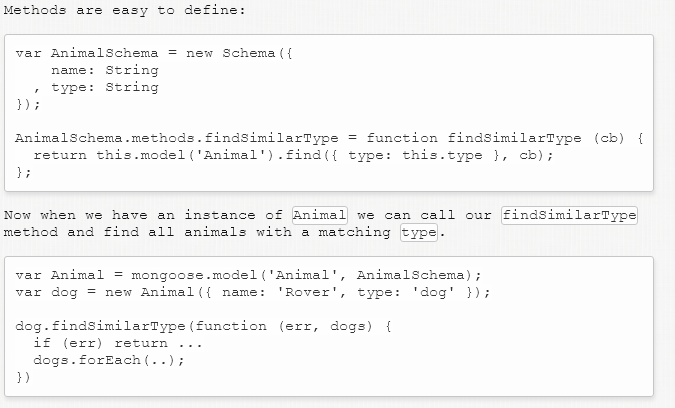 Methods are easy to define:
var AnimalSchema = new Schema({
    name: String
  , type: String
});
AnimalSchema.methods.findSimilarType = function findSimilarType (cb) {
  return this.model('Animal').find({ type: this.type }, cb);
};
Now when we have an instance of Animal we can call our findSimilarType
method and find all animals with a matching type.
var Animal = mongoose.model('Animal', AnimalSchema);
var dog = new Animal({ name: 'Rover', type: 'dog' });
dog.findSimilarType(function (err, dogs) {
  if (err) return ...
  dogs.forEach(..);
})